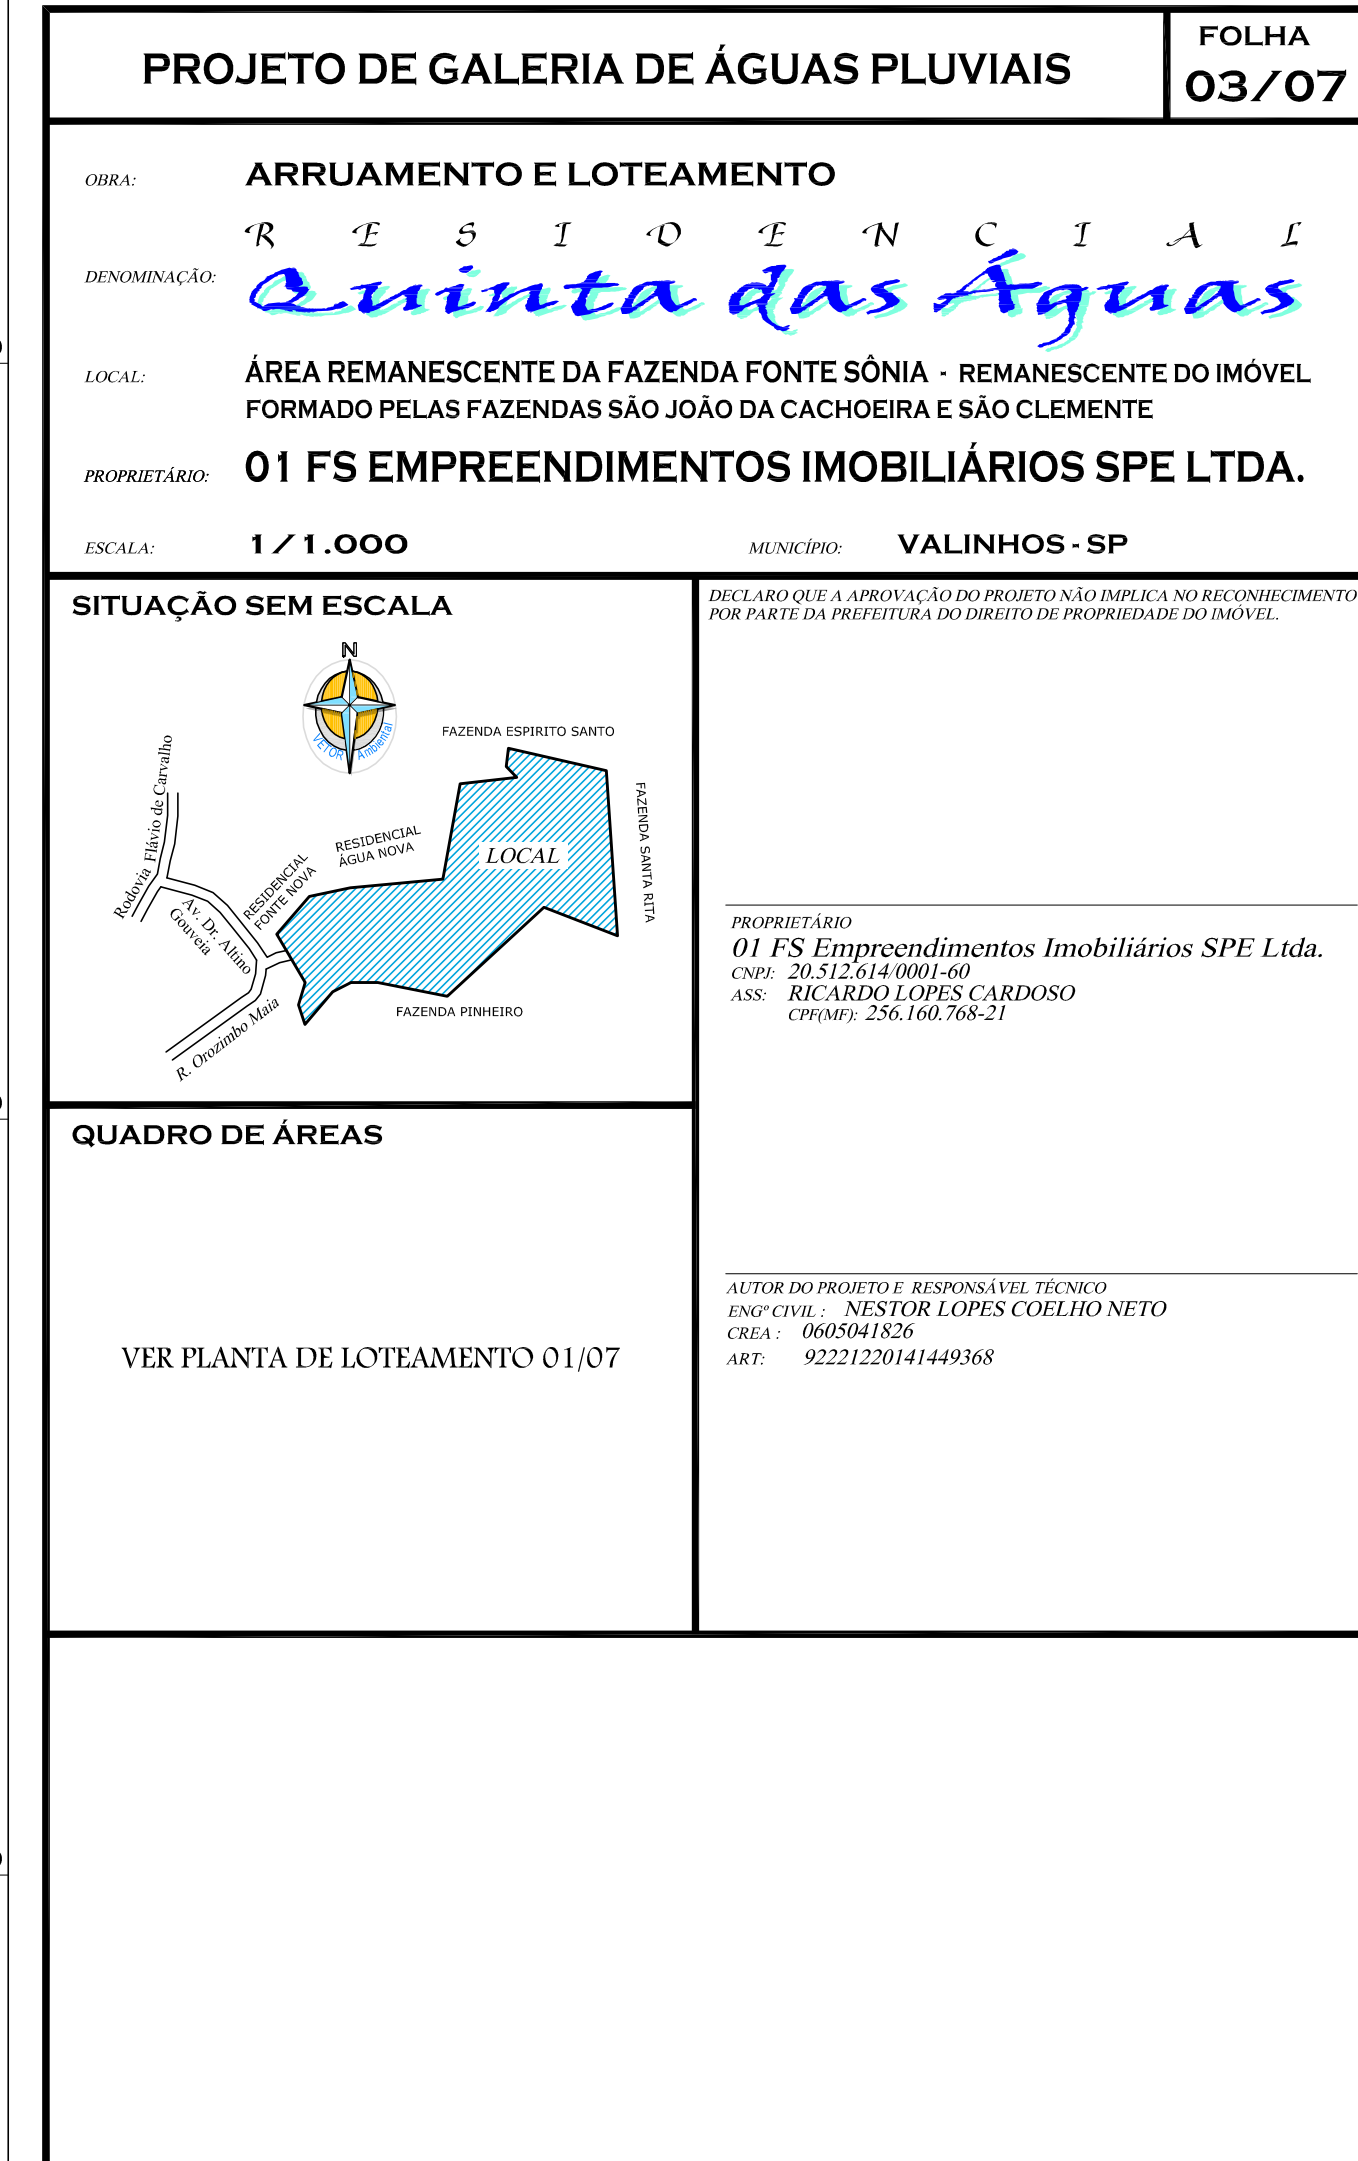 PROJETO DE GALERIA DE ÁGUAS PLUVIAIS
FOLHA
03/07
OBRA: ARRUAMENTO E LOTEAMENTO
RESIDENCIAL
DENOMINAÇÃO: Quinta das Águas
LOCAL: ÁREA REMANESCENTE DA FAZENDA FONTE SÔNIA - REMANESCENTE DO IMÓVEL
FORMADO PELAS FAZENDAS SÃO JOÃO DA CACHOEIRA E SÃO CLEMENTE
PROPRIETÁRIO: 01 FS EMPREENDIMENTOS IMOBILIÁRIOS SPE LTDA.
ESCALA: 1/1.000 MUNICÍPIO: VALINHOS - SP
SITUAÇÃO SEM ESCALA
N
VETOR Ambiental
FAZENDA ESPIRITO SANTO
Rodovia Flávio de Carvalho
RESIDENCIAL
ÁGUA NOVA
FAZENDA SANTA RITA
LOCAL
RESIDENCIAL
FONTE NOVA
Av. Dr. Altino
Gouveia
FAZENDA PINHEIRO
R. Orozimbo Maia
QUADRO DE ÁREAS
VER PLANTA DE LOTEAMENTO 01/07
DECLARO QUE A APROVAÇÃO DO PROJETO NÃO IMPLICA NO RECONHECIMENTO
POR PARTE DA PREFEITURA DO DIREITO DE PROPRIEDADE DO IMÓVEL.
PROPRIETÁRIO
01 FS Empreendimentos Imobiliários SPE Ltda.
CNPJ: 20.512.614/0001-60
ASS: RICARDO LOPES CARDOSO
CPF(MF): 256.160.768-21
AUTOR DO PROJETO E RESPONSÁVEL TÉCNICO
ENGº CIVIL : NESTOR LOPES COELHO NETO
CREA : 0605041826
ART: 92221220141449368